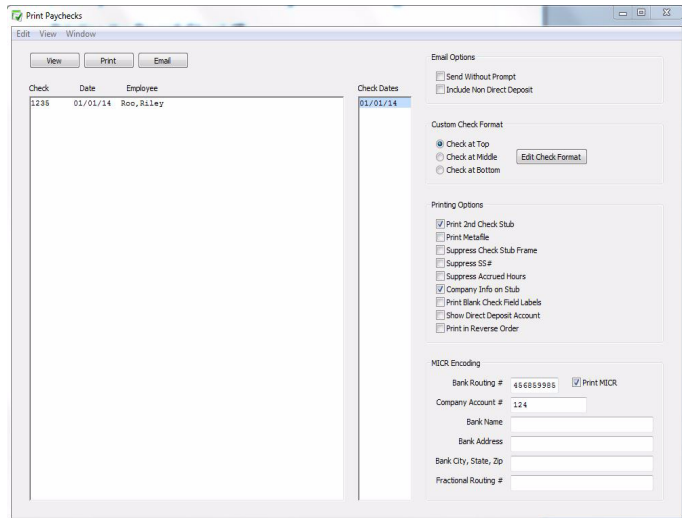 Print Paychecks
Edit View Window
View Print Email
Check Date Employee
1235 01/01/14 Roo,Riley
Check Dates
01/01/14
Email Options
Send Without Prompt
Include Non Direct Deposit
Custom Check Format
Check at Top
Check at Middle
Edit Check Format
Check at Bottom
Printing Options
Print 2nd Check Stub
Print Metafile
Suppress Check Stub Frame
Suppress SS#
Suppress Accrued Hours
Company Info on Stub
Print Blank Check Field Labels
Show Direct Deposit Account
Print in Reverse Order
MICR Encoding
Bank Routing # 456859985 Print MICR
Company Account # 124
Bank Name
Bank Address
Bank City, State, Zip
Fractional Routing #